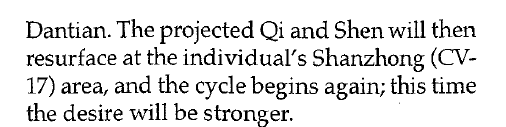 Dantian. The projected Qi and Shen will then
resurface at the individual's Shanzhong (CV-
17) area, and the cycle begins again; this time
the desire will be stronger.